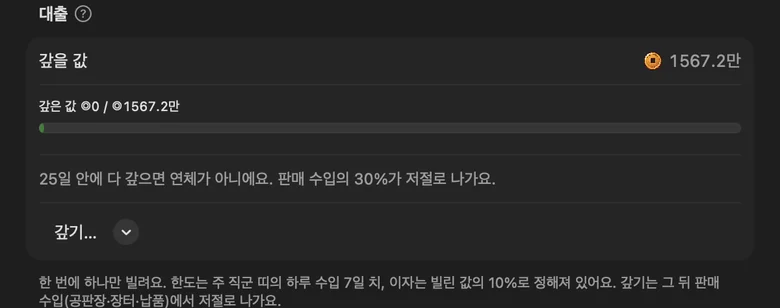 대출 ?
갚을 값 1567.2만
갚은 값 ◎0 / ◎1567.2만
25일 안에 다 갚으면 연체가 아니에요. 판매 수입의 30%가 저절로 나가요.
갚기...
한 번에 하나만 빌려요. 한도는 주 직군 띠의 하루 수입 7일 치, 이자는 빌린 값의 10%로 정해져 있어요. 갚기는 그 뒤 판매
수입(공판장·장터·납품)에서 저절로 나가요.